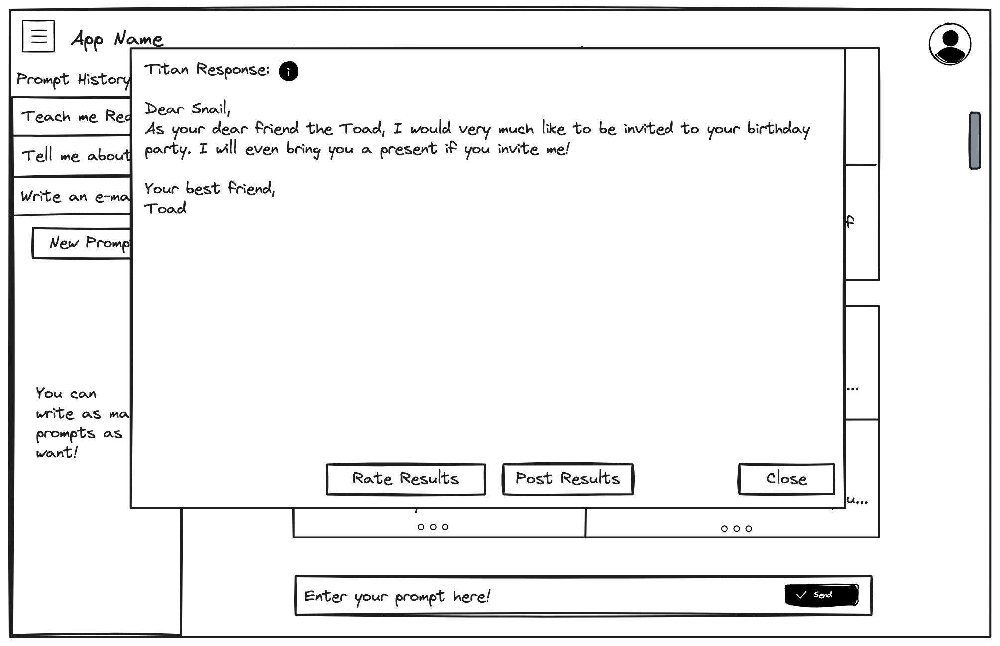 App Name
Prompt History
Teach me Rea
Tell me about
Write an e-ma
New Promp
You can
write as ma
prompts as
want!
Titan Response: i
Dear Snail,
As your dear friend the Toad, I would very much like to be invited to your birthday
party. I will even bring you a present if you invite me!
Your best friend,
Toad
Rate Results
Post Results
Close
...
u...
Enter your prompt here!
Send